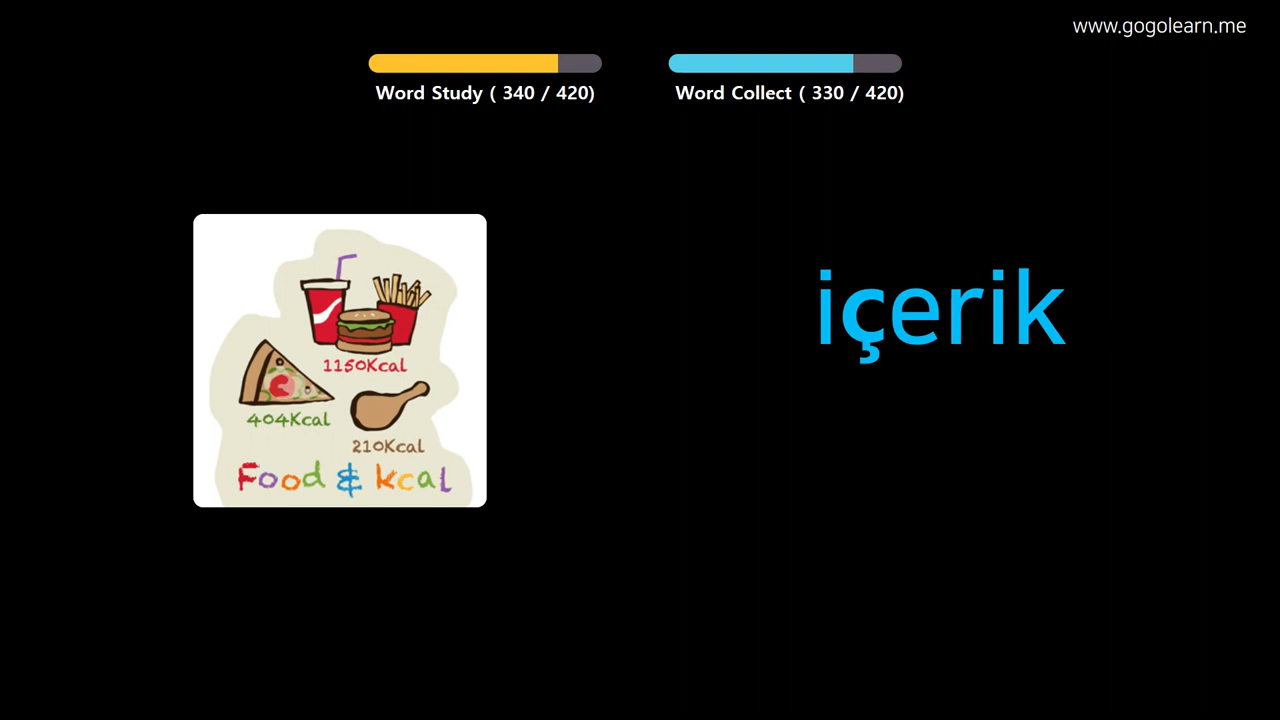 www.gogolearn.me
Word Study ( 340 / 420)
Word Collect ( 330 / 420)
içerik
1150Kcal
404Kcal
210Kcal
Food & kcal